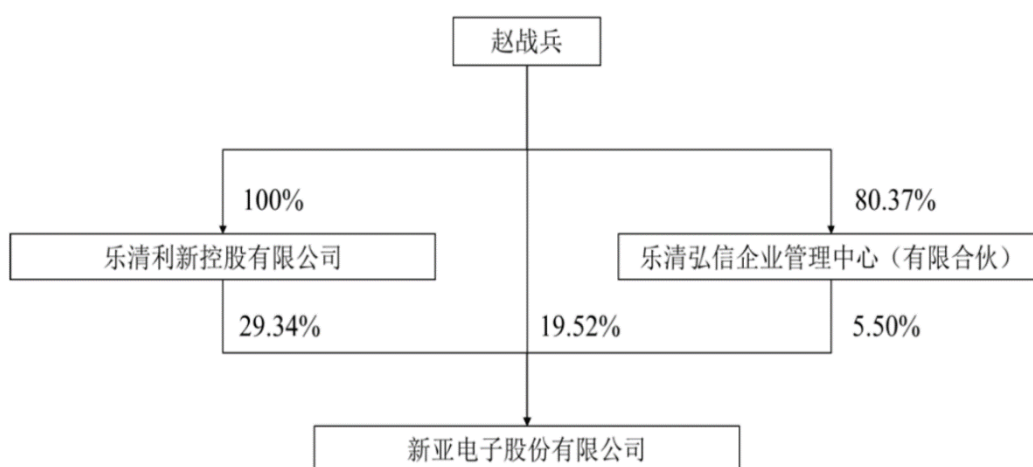 赵战兵
100%
80.37%
乐清利新控股有限公司
乐清弘信企业管理中心（有限合伙）
29.34%
19.52%
5.50%
新亚电子股份有限公司